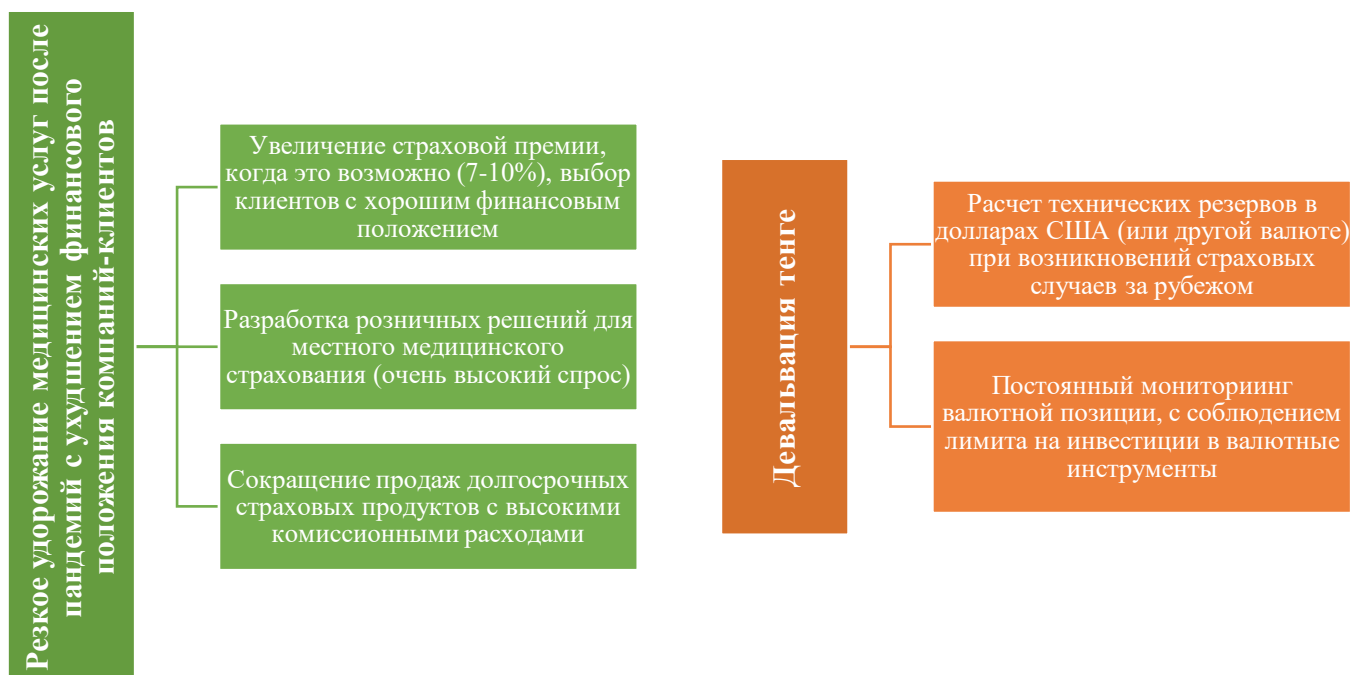 Резкое удорожание медицинских услуг после
пандемий с ухудшением финансового
положения компаний-клиентов
Увеличение страховой премии,
когда это возможно (7-10%), выбор
клиентов с хорошим финансовым
положением
Разработка розничных решений для
местного медицинского
страхования (очень высокий спрос)
Сокращение продаж долгосрочных
страховых продуктов с высокими
комиссионными расходами
Девальвация тенге
Расчет технических резервов в
долларах США (или другой валюте)
при возникновений страховых
случаев за рубежом
Постоянный мониториинг
валютной позиции, с соблюдением
лимита на инвестиции в валютные
инструменты